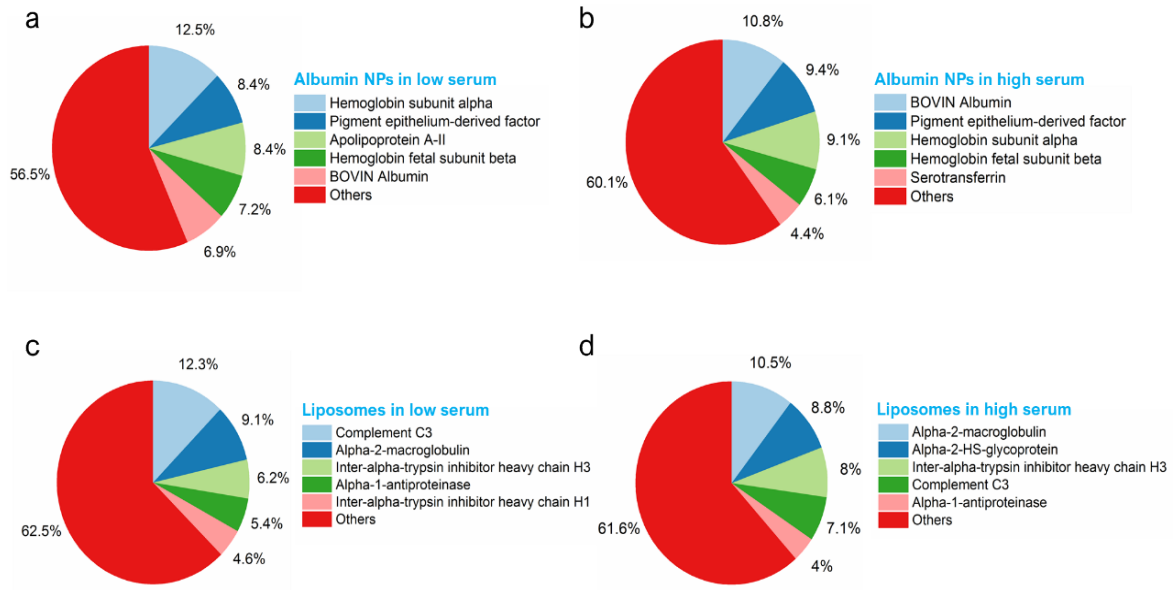 a
12.5%
8.4%
8.4%
7.2%
6.9%
56.5%
Albumin NPs in low serum
Hemoglobin subunit alpha
Pigment epithelium-derived factor
Apolipoprotein A-II
Hemoglobin fetal subunit beta
BOVIN Albumin
Others
b
10.8%
9.4%
9.1%
6.1%
4.4%
60.1%
Albumin NPs in high serum
BOVIN Albumin
Pigment epithelium-derived factor
Hemoglobin subunit alpha
Hemoglobin fetal subunit beta
Serotransferrin
Others
c
12.3%
9.1%
6.2%
5.4%
4.6%
62.5%
Liposomes in low serum
Complement C3
Alpha-2-macroglobulin
Inter-alpha-trypsin inhibitor heavy chain H3
Alpha-1-antiproteinase
Inter-alpha-trypsin inhibitor heavy chain H1
Others
d
10.5%
8.8%
8%
7.1%
4%
61.6%
Liposomes in high serum
Alpha-2-macroglobulin
Alpha-2-HS-glycoprotein
Inter-alpha-trypsin inhibitor heavy chain H3
Complement C3
Alpha-1-antiproteinase
Others